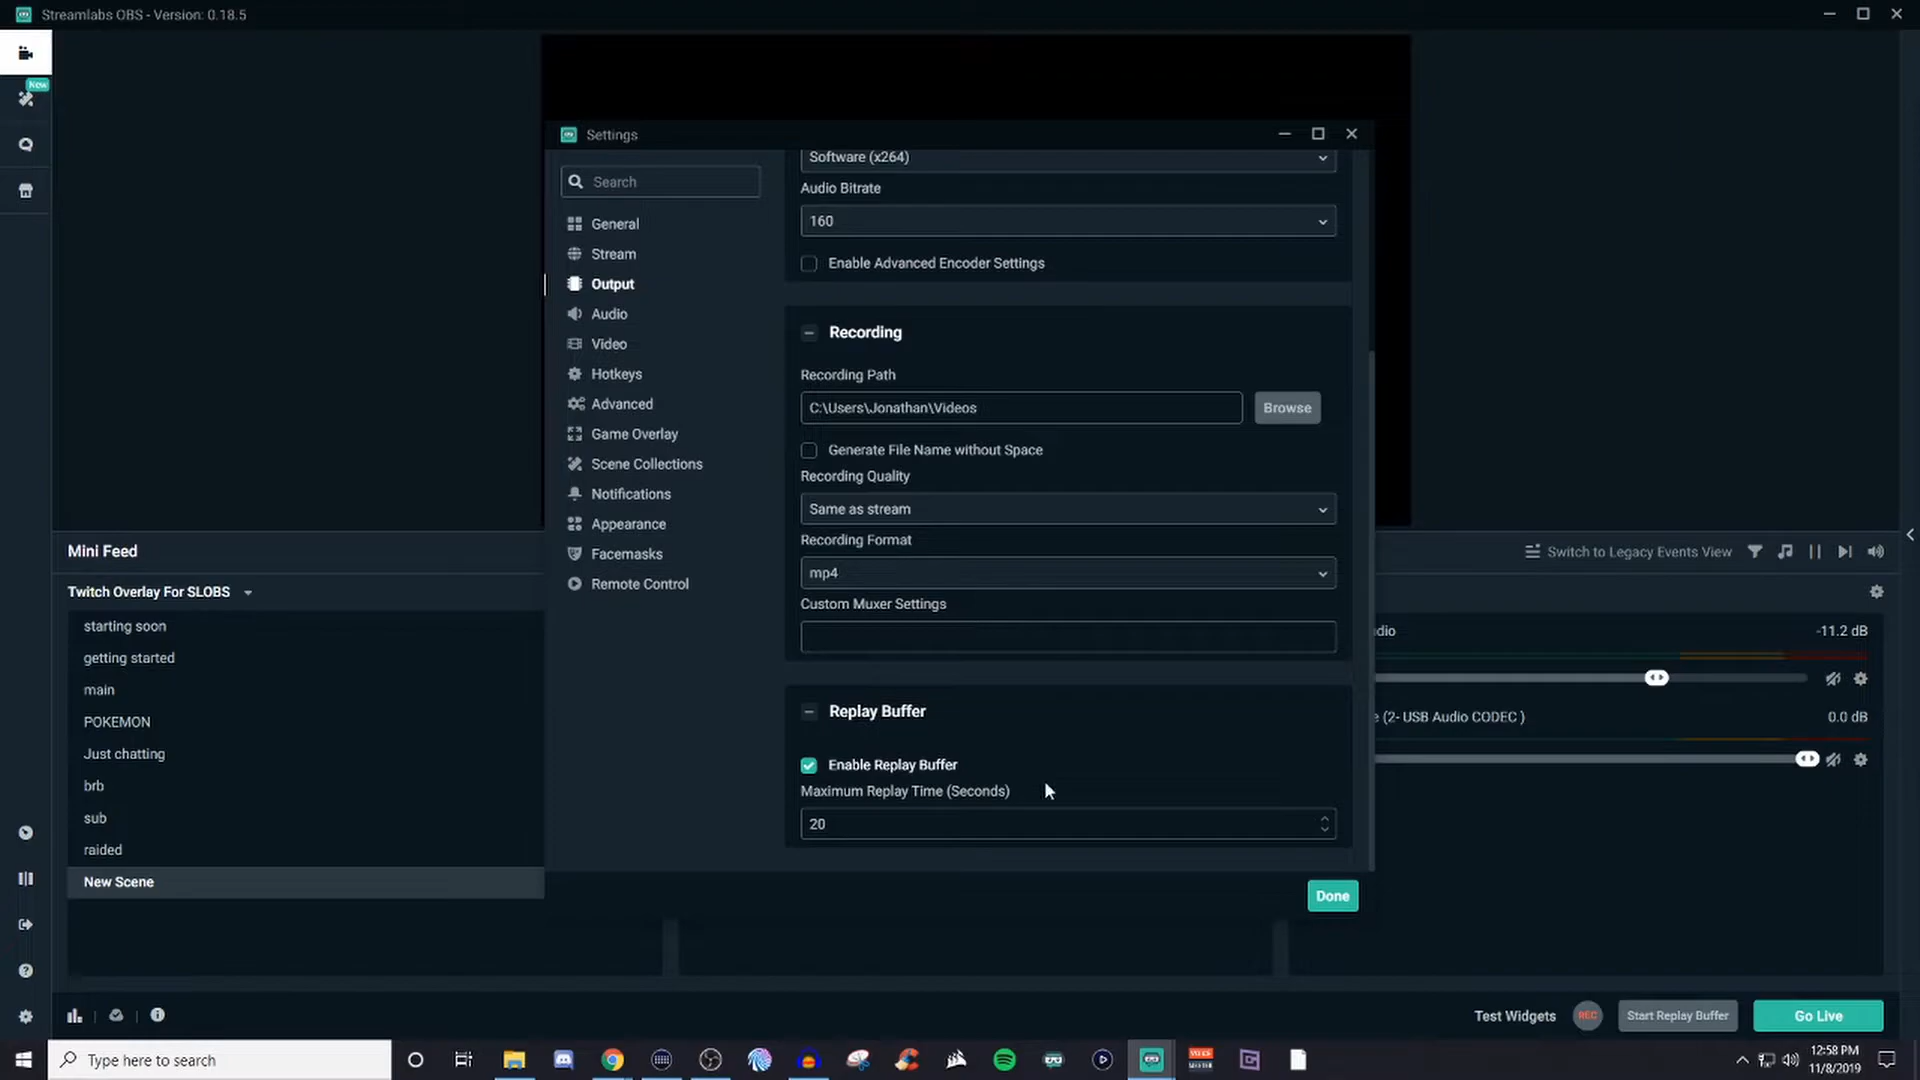 Streamlabs OBS - Version: 0.18.5
New
Settings
Search
General
Stream
Output
Audio
Video
Hotkeys
Advanced
Game Overlay
Scene Collections
Notifications
Appearance
Facemasks
Remote Control
Software (x264)
Audio Bitrate
160
Enable Advanced Encoder Settings
Recording
Recording Path
C:\Users\Jonathan\Videos
Browse
Generate File Name without Space
Recording Quality
Same as stream
Recording Format
mp4
Custom Muxer Settings
Replay Buffer
Enable Replay Buffer
Maximum Replay Time (Seconds)
20
Done
Mini Feed
Switch to Legacy Events View
Twitch Overlay For SLOBS
starting soon
getting started
main
POKEMON
Just chatting
brb
sub
raided
New Scene
dio
-11.2 dB
e (2- USB Audio CODEC )
0.0 dB
Test Widgets
REC
Start Replay Buffer
Go Live
Type here to search
12:58 PM
11/8/2019